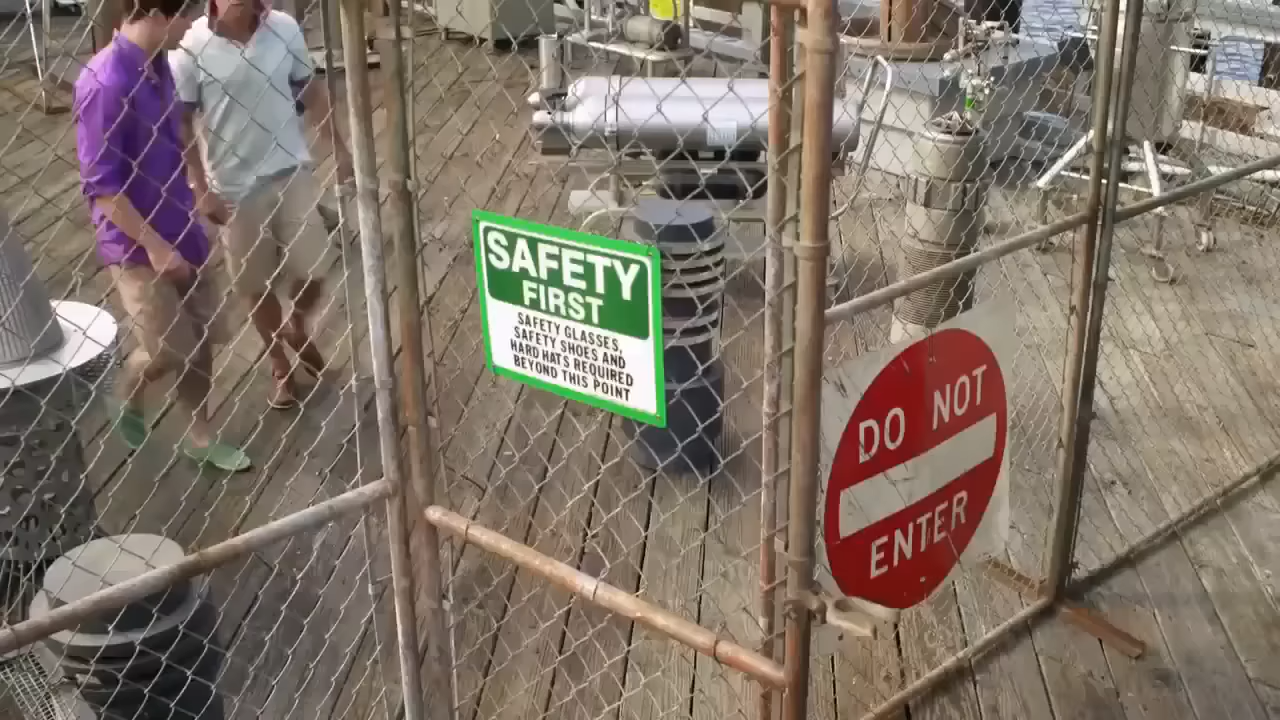 SAFETY
FIRST
SAFETY GLASSES,
SAFETY SHOES AND
HARD HATS REQUIRED
BEYOND THIS POINT
DO NOT
ENTER